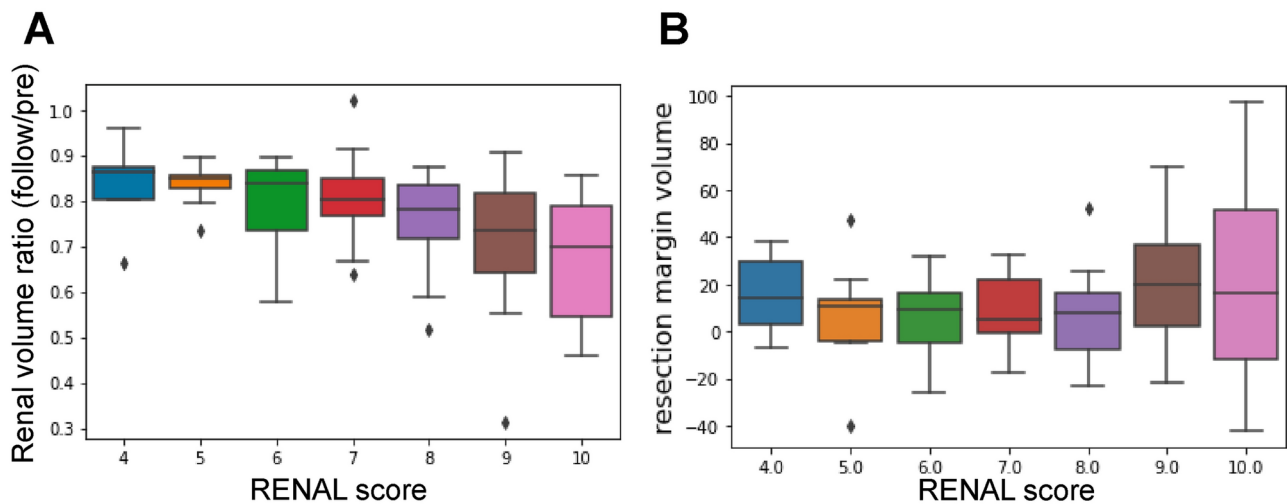 A
Renal volume ratio (follow/pre)
1.0
0.9
0.8
0.7
0.6
0.5
0.4
0.3
4 5 6 7 8 9 10
RENAL score
B
resection margin volume
100
80
60
40
20
0
−20
−40
4.0 5.0 6.0 7.0 8.0 9.0 10.0
RENAL score